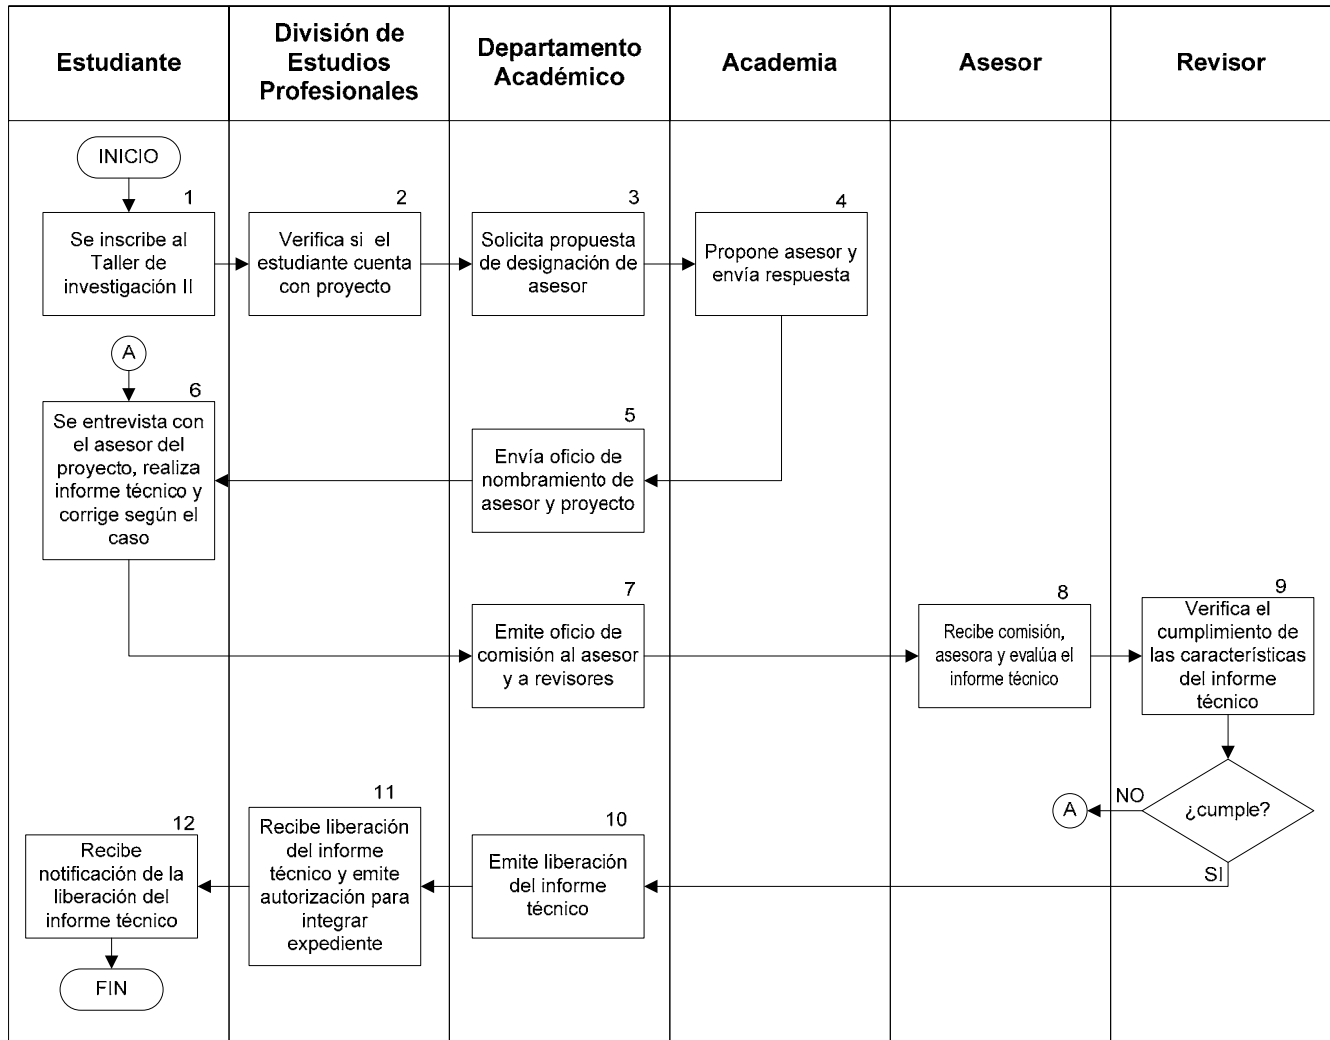 Estudiante
División de
Estudios
Profesionales
Departamento
Académico
Academia
Asesor
Revisor
INICIO
1
Se inscribe al
Taller de
investigación II
2
Verifica si el
estudiante cuenta
con proyecto
3
Solicita propuesta
de designación de
asesor
4
Propone asesor y
envía respuesta
A
6
Se entrevista con
el asesor del
proyecto, realiza
informe técnico y
corrige según el
caso
5
Envía oficio de
nombramiento de
asesor y proyecto
7
Emite oficio de
comisión al asesor
y a revisores
8
Recibe comisión,
asesora y evalúa el
informe técnico
9
Verifica el
cumplimiento de
las características
del informe
técnico
¿cumple?
NO
A
SI
10
Emite liberación
del informe
técnico
11
Recibe liberación
del informe
técnico y emite
autorización para
integrar
expediente
12
Recibe
notificación de la
liberación del
informe técnico
FIN